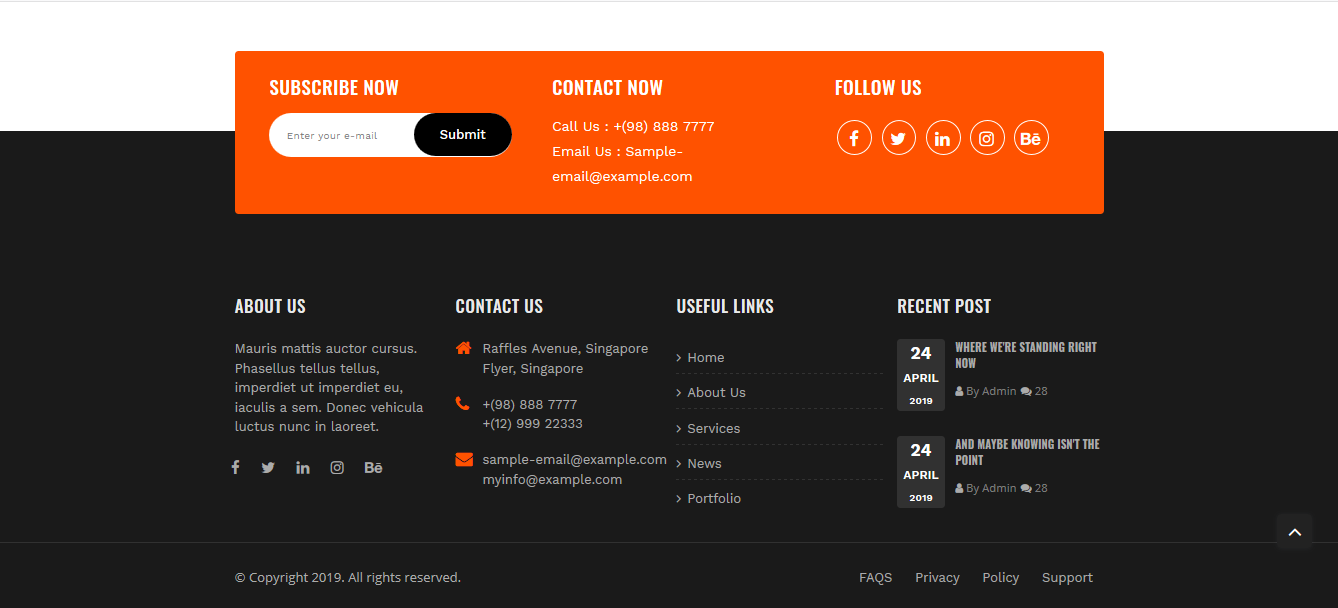 SUBSCRIBE NOW
Enter your e-mail
Submit
CONTACT NOW
Call Us : +(98) 888 7777
Email Us : Sample-
email@example.com
FOLLOW US
Bē
ABOUT US
Mauris mattis auctor cursus.
Phasellus tellus tellus,
imperdiet ut imperdiet eu,
iaculis a sem. Donec vehicula
luctus nunc in laoreet.
Bē
CONTACT US
Raffles Avenue, Singapore
Flyer, Singapore
+(98) 888 7777
+(12) 999 22333
sample-email@example.com
myinfo@example.com
USEFUL LINKS
Home
About Us
Services
News
Portfolio
RECENT POST
24
APRIL
2019
WHERE WE'RE STANDING RIGHT
NOW
By Admin 28
24
APRIL
2019
AND MAYBE KNOWING ISN'T THE
POINT
By Admin 28
© Copyright 2019. All rights reserved.
FAQS Privacy Policy Support